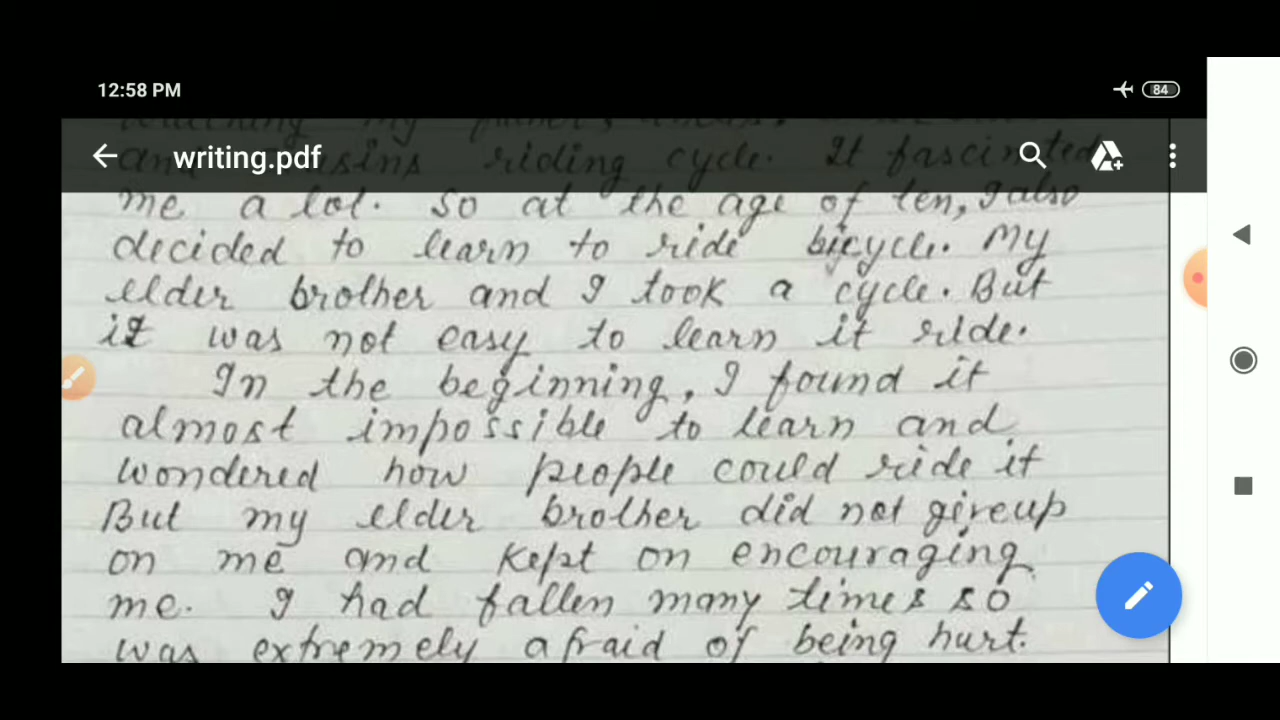 12:58 PM
84
writing.pdf
my
and cousins riding cycle. It fascinated
me a lot. So at the age of ten, I also
decided to learn to ride bicycle. My
elder brother and I took a cycle. But
it was not easy to learn it ride.
In the beginning, I found it
almost impossible to learn and
wondered how people could ride it
But my elder brother did not giveup
on me and kept on encouraging
me. I had fallen many times so
was extremely afraid of being hurt.